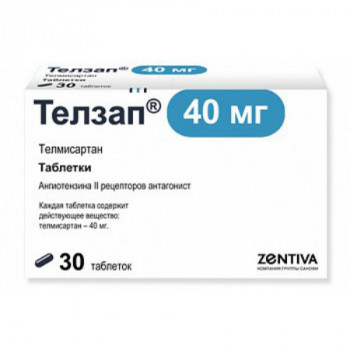 Телзап® 40 мг
Таблетки
30 таблеток
Телзап® 40 мг
Телмисартан
Таблетки
Ангиотензина II рецепторов антагонист
Каждая таблетка содержит
действующее вещество:
телмисартан – 40 мг.
30 таблеток
ZENTIVA
КОМПАНИЯ ГРУППЫ САНОФИ